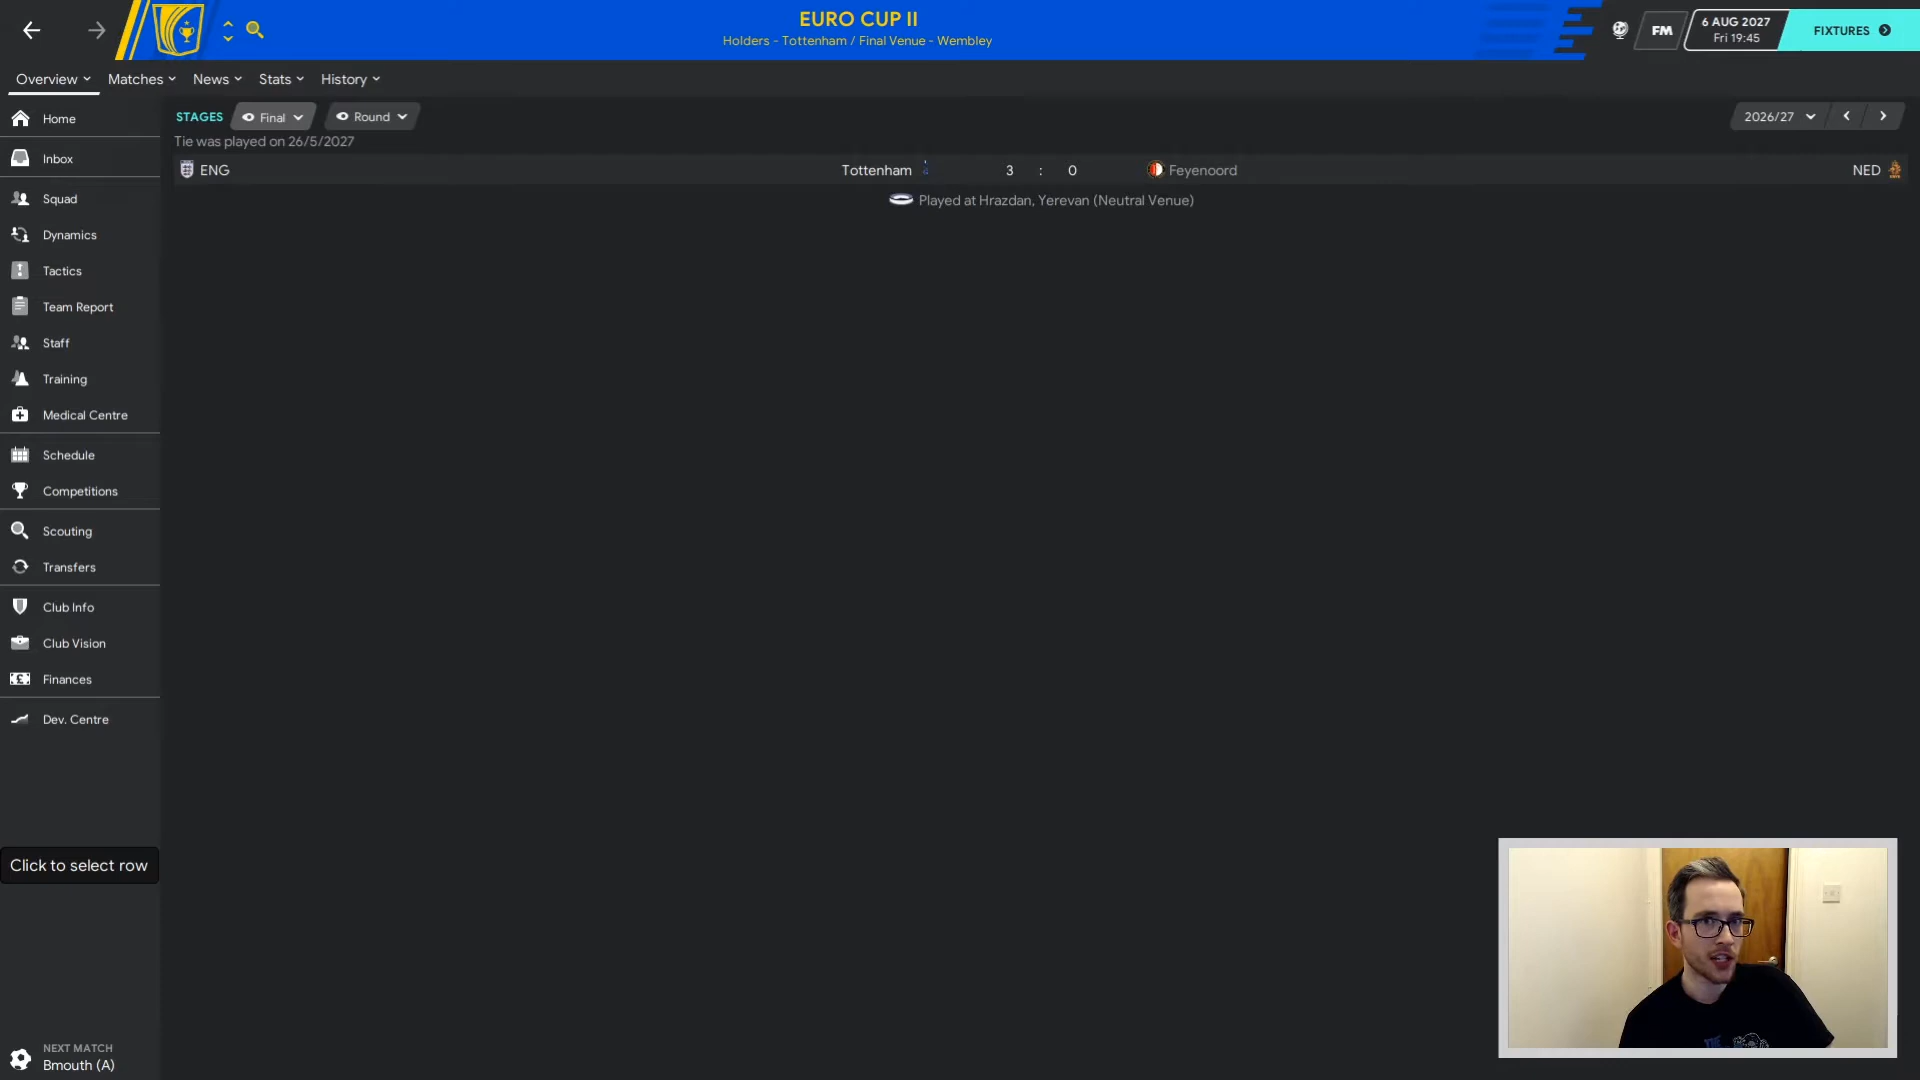 EURO CUP II
Holders - Tottenham / Final Venue - Wembley
FM
6 AUG 2027
Fri 19:45
FIXTURES
Overview
Matches
News
Stats
History
STAGES
Final
Round
2026/27
Tie was played on 26/5/2027
ENG
Tottenham
3 : 0
Feyenoord
NED
Played at Hrazdan, Yerevan (Neutral Venue)
Home
Inbox
Squad
Dynamics
Tactics
Team Report
Staff
Training
Medical Centre
Schedule
Competitions
Scouting
Transfers
Club Info
Club Vision
Finances
Dev. Centre
Click to select row
NEXT MATCH
Bmouth (A)
THE